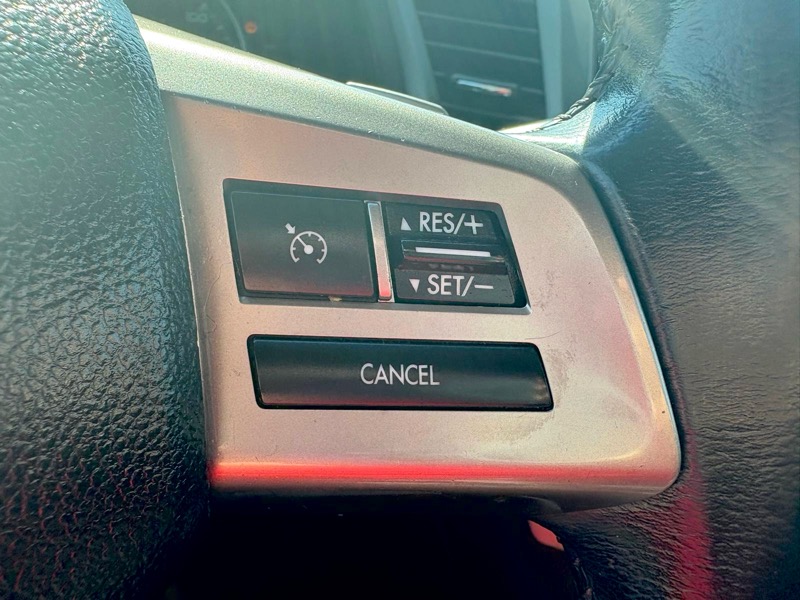 ▲ RES/+
▼ SET/−
CANCEL